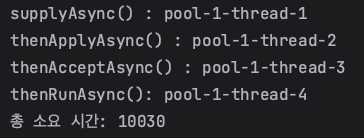 supplyAsync() : pool-1-thread-1
thenApplyAsync() : pool-1-thread-2
thenAcceptAsync() : pool-1-thread-3
thenRunAsync(): pool-1-thread-4
총 소요 시간: 10030